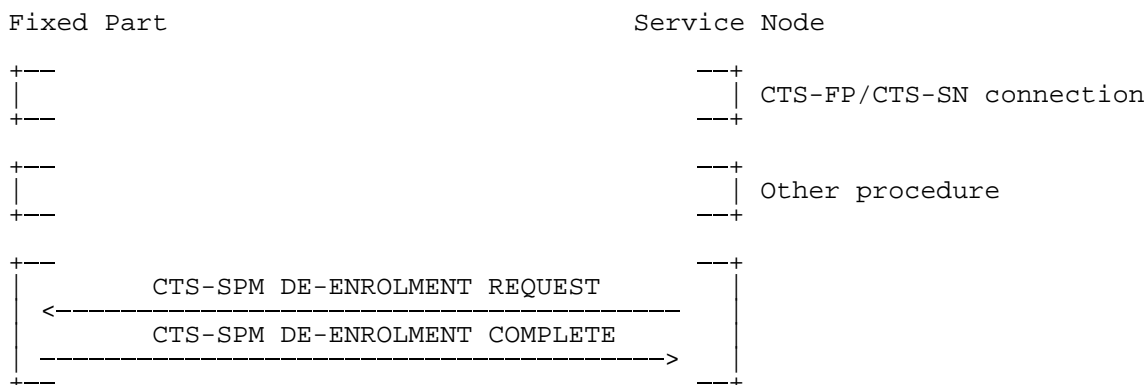 Fixed Part Service Node
CTS-FP/CTS-SN connection
Other procedure
CTS-SPM DE-ENROLMENT REQUEST
CTS-SPM DE-ENROLMENT COMPLETE